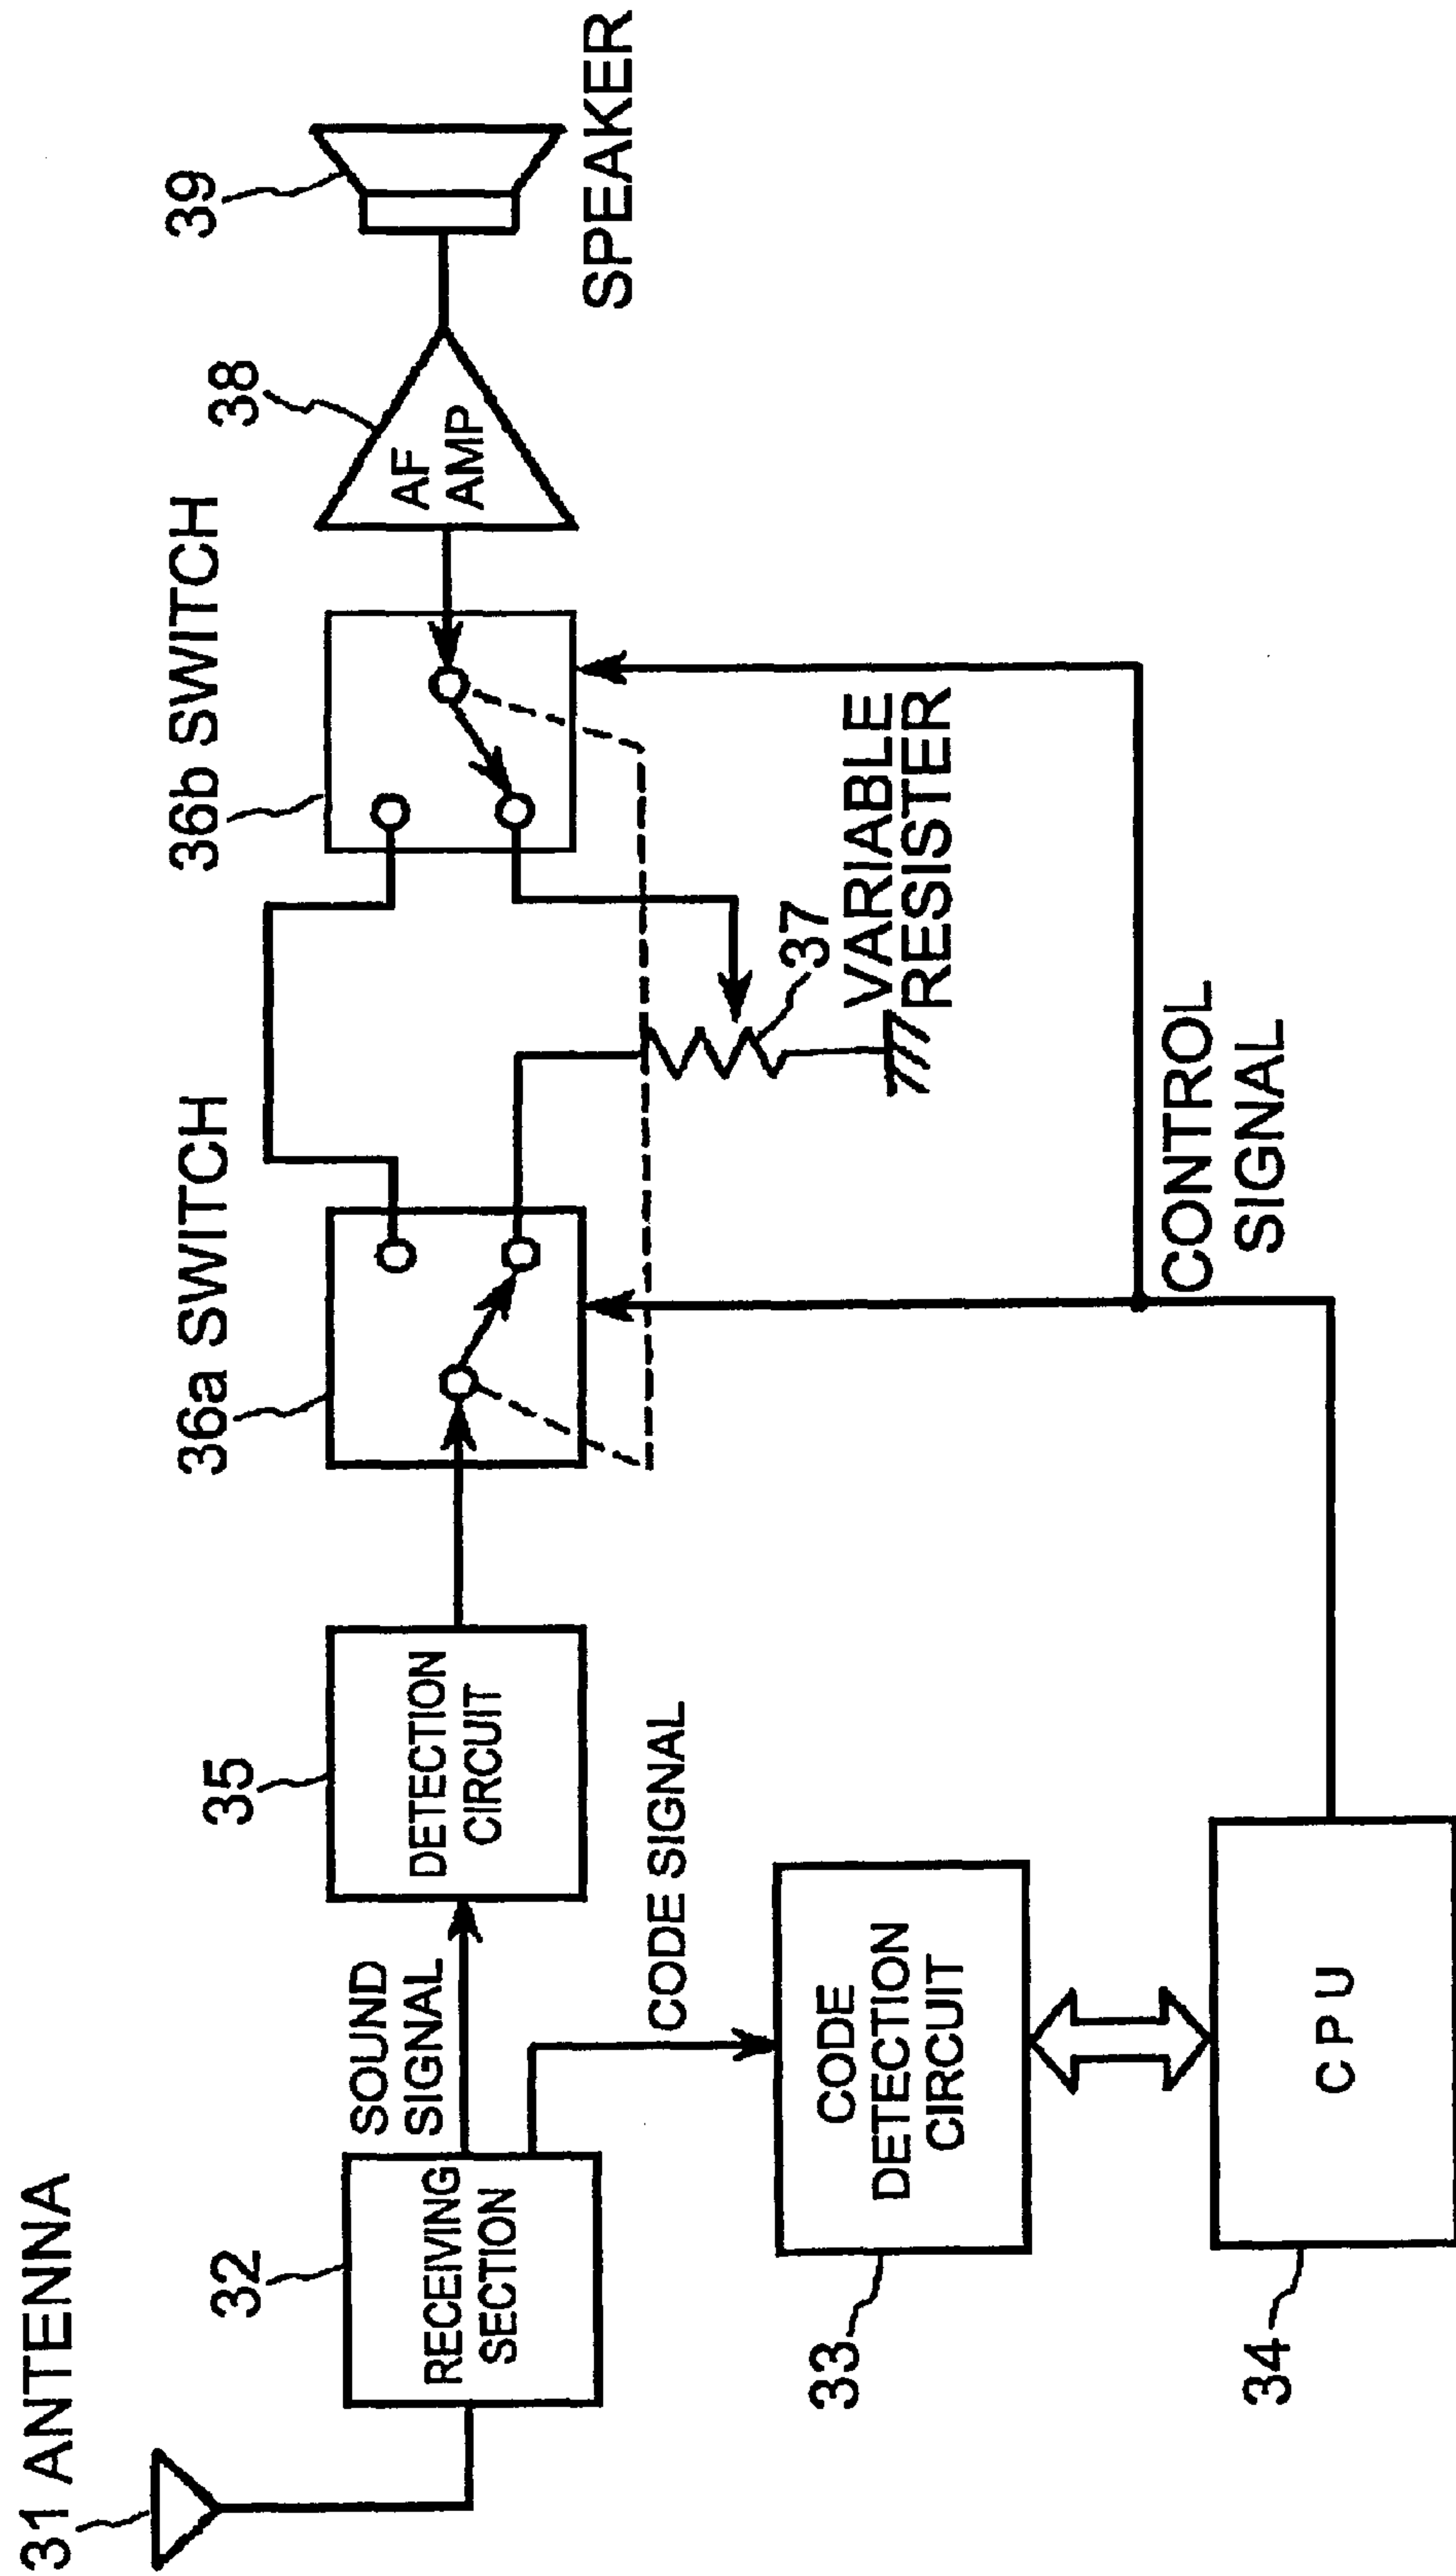 31 ANTENNA
32
RECEIVING
SECTION
SOUND
SIGNAL
35
DETECTION
CIRCUIT
36a SWITCH
36b SWITCH
38
AF
AMP
39
SPEAKER
37
VARIABLE
RESISTER
CODE SIGNAL
33
CODE
DETECTION
CIRCUIT
34
CPU
CONTROL
SIGNAL